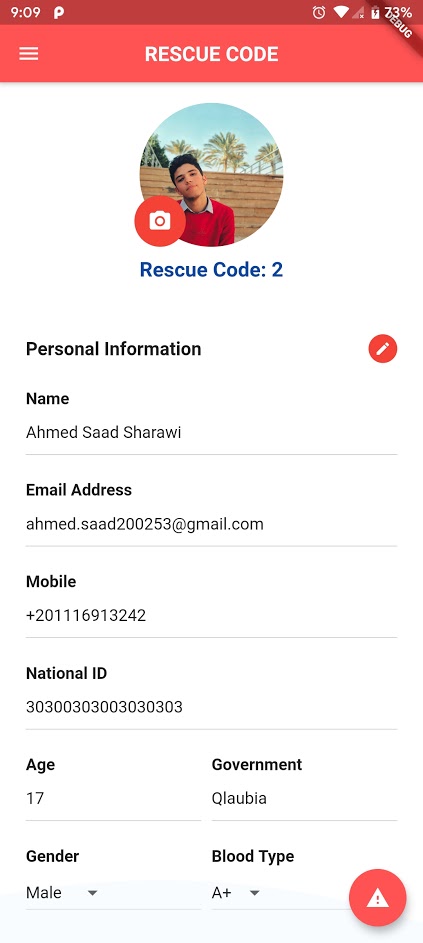 9:09
73%
DEBUG
RESCUE CODE
Rescue Code: 2
Personal Information
Name
Ahmed Saad Sharawi
Email Address
ahmed.saad200253@gmail.com
Mobile
+201116913242
National ID
30300303003030303
Age Government
17 Qlaubia
Gender Blood Type
Male A+